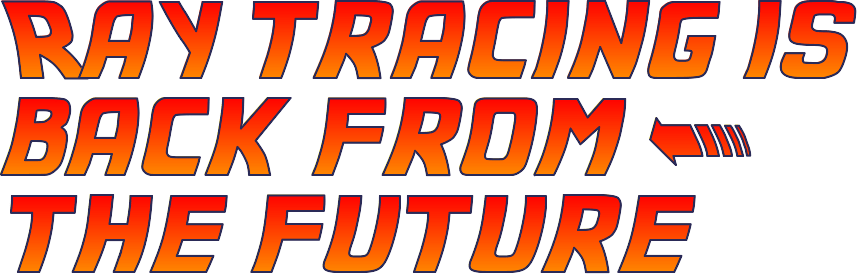 RAY TRACING IS
BACK FROM
THE FUTURE